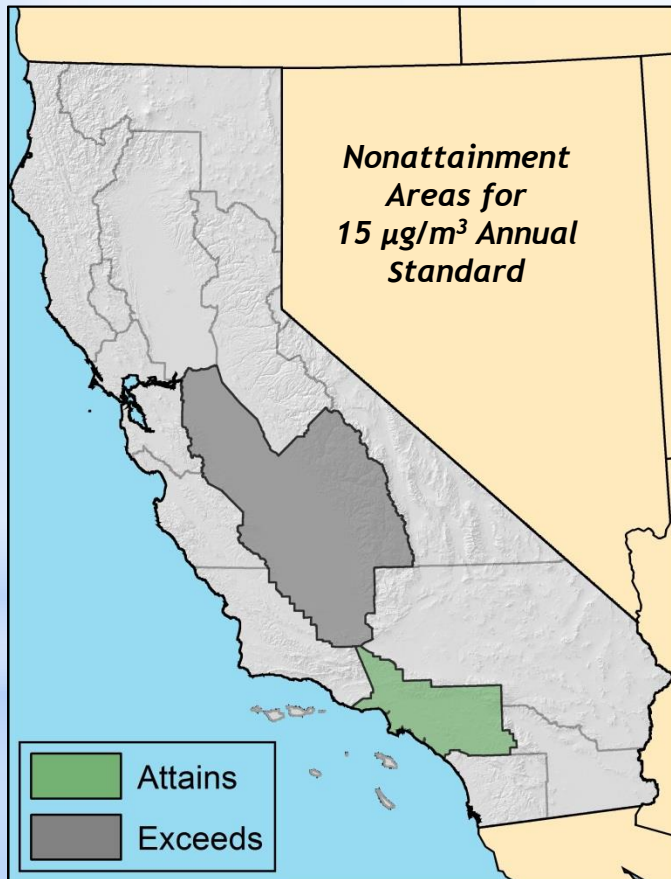 Nonattainment
Areas for
15 µg/m³ Annual
Standard
Attains
Exceeds